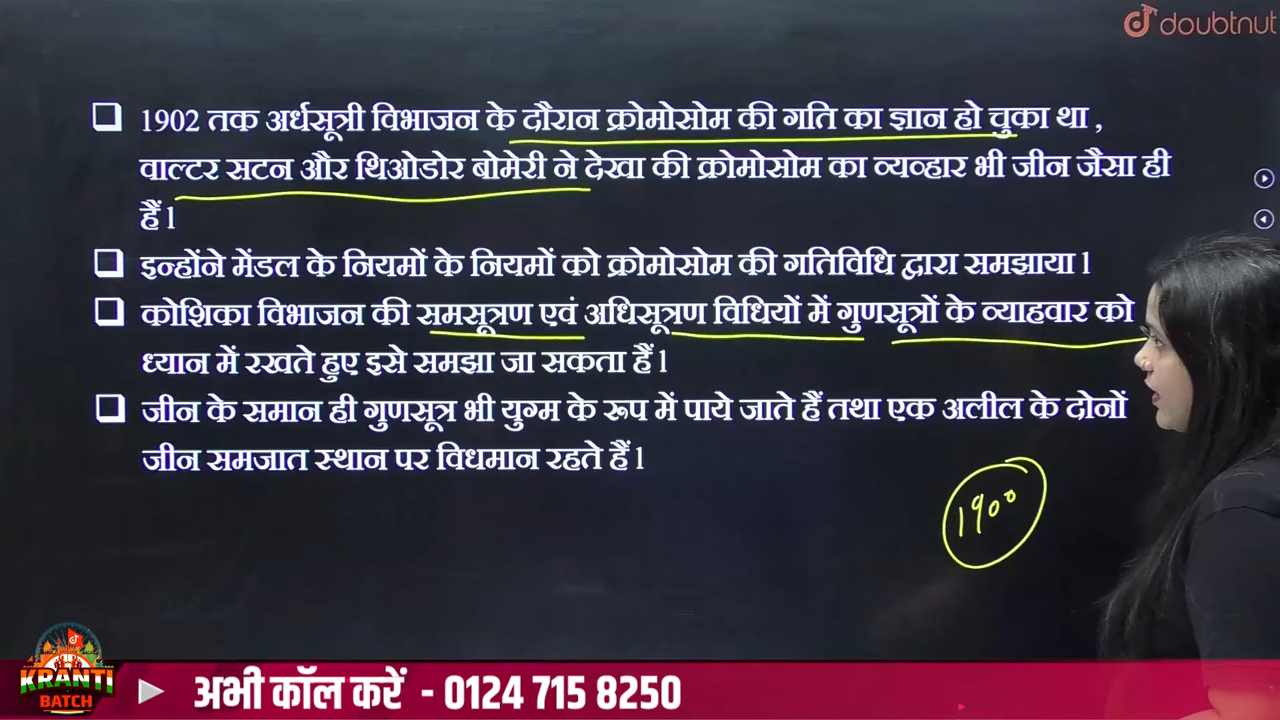 doubtnut
1902 तक अर्धसूत्री विभाजन के दौरान क्रोमोसोम की गति का ज्ञान हो चुका था ,
वाल्टर सटन और थिओडोर बोमेरी ने देखा की क्रोमोसोम का व्यव्हार भी जीन जैसा ही
हैं l
इन्होंने मेंडल के नियमों के नियमों को क्रोमोसोम की गतिविधि द्वारा समझाया l
कोशिका विभाजन की समसूत्रण एवं अधिसूत्रण विधियों में गुणसूत्रों के व्याहवार को
ध्यान में रखते हुए इसे समझा जा सकता हैं l
जीन के समान ही गुणसूत्र भी युग्म के रूप में पाये जाते हैं तथा एक अलील के दोनों
जीन समजात स्थान पर विधमान रहते हैं l
1900
KRANTI
BATCH
अभी कॉल करें - 0124 715 8250